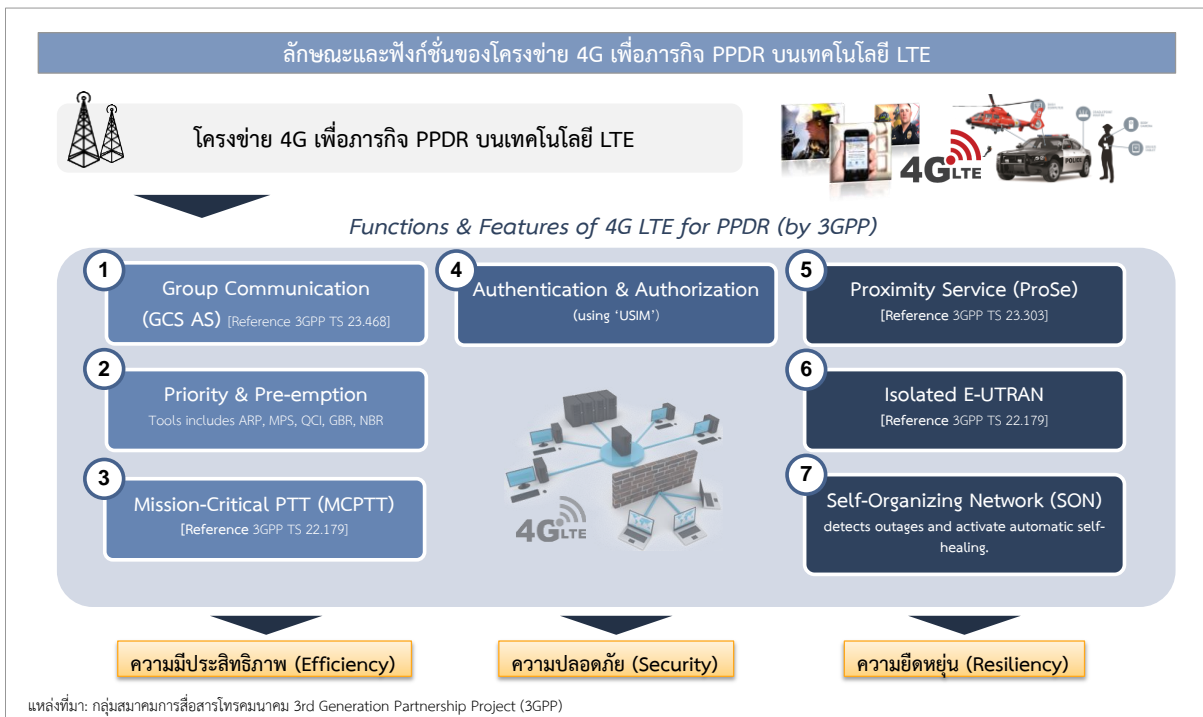 ลักษณะและฟังก์ชั่นของโครงข่าย 4G เพื่อภารกิจ PPDR บนเทคโนโลยี LTE
โครงข่าย 4G เพื่อภารกิจ PPDR บนเทคโนโลยี LTE
4G LTE
POLICE
Functions & Features of 4G LTE for PPDR (by 3GPP)
1
Group Communication
(GCS AS) [Reference 3GPP TS 23.468]
2
Priority & Pre-emption
Tools includes ARP, MPS, QCI, GBR, NBR
3
Mission-Critical PTT (MCPTT)
[Reference 3GPP TS 22.179]
4
Authentication & Authorization
(using ‘USIM’)
4G LTE
5
Proximity Service (ProSe)
[Reference 3GPP TS 23.303]
6
Isolated E-UTRAN
[Reference 3GPP TS 22.179]
7
Self-Organizing Network (SON)
detects outages and activate automatic self-
healing.
ความมีประสิทธิภาพ (Efficiency)
ความปลอดภัย (Security)
ความยืดหยุ่น (Resiliency)
แหล่งที่มา: กลุ่มสมาคมการสื่อสารโทรคมนาคม 3rd Generation Partnership Project (3GPP)